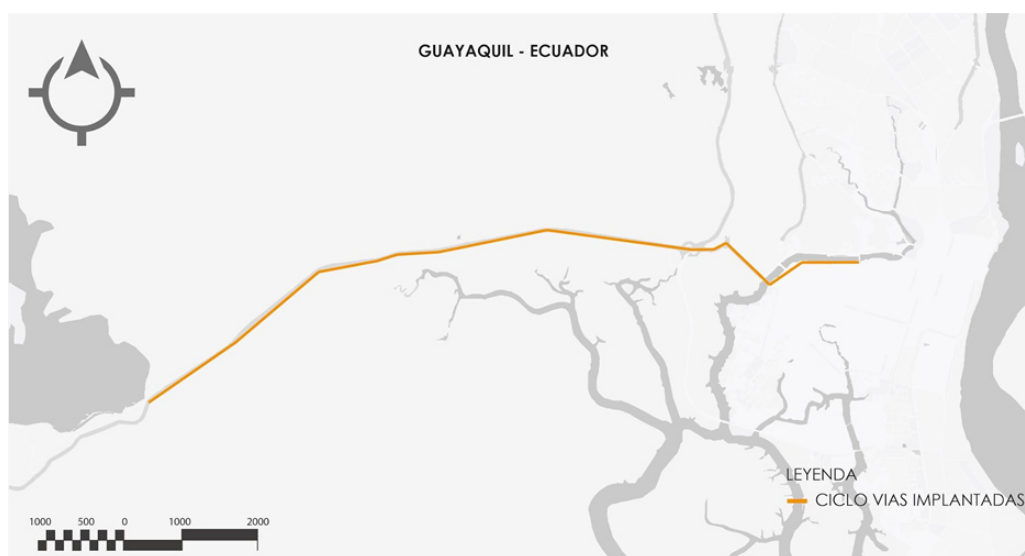 GUAYAQUIL - ECUADOR
LEYENDA
CICLO VIAS IMPLANTADAS
1000 500 0 1000 2000